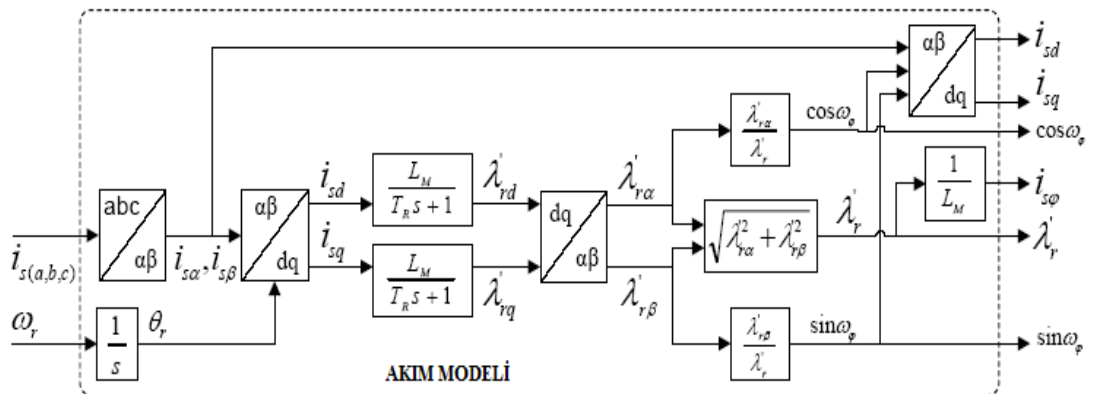 αβ
dq
i_sd
i_sq
λ'_rα
λ'_r
cosω_φ
cosω_φ
abc
αβ
i_s(a,b,c)
i_sα, i_sβ
αβ
dq
i_sd
i_sq
L_M
T_R s + 1
L_M
T_R s + 1
λ'_rd
λ'_rq
dq
αβ
λ'_rα
λ'_rβ
√(λ'²_rα + λ'²_rβ)
λ'_r
1
L_M
i_sφ
λ'_r
ω_r
1
s
θ_r
λ'_rβ
λ'_r
sinω_φ
sinω_φ
AKIM MODELİ